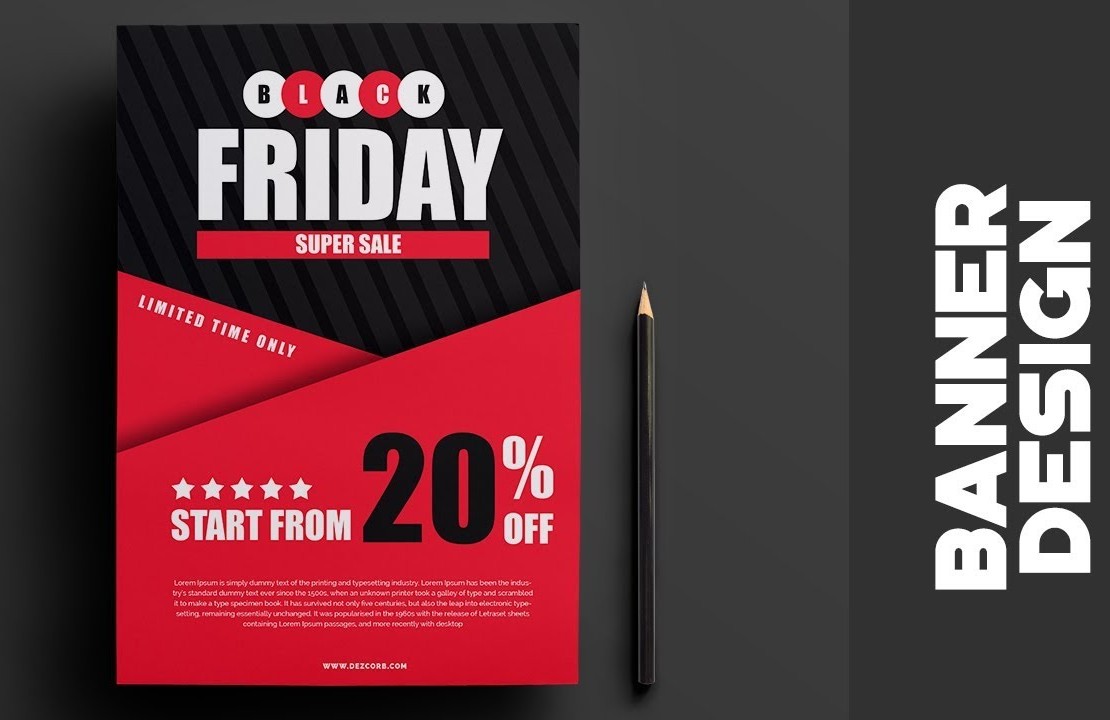 BLACK
FRIDAY
SUPER SALE
LIMITED TIME ONLY
START FROM
20%
OFF
Lorem Ipsum is simply dummy text of the printing and typesetting industry. Lorem Ipsum has been the indus-
try's standard dummy text ever since the 1500s, when an unknown printer took a galley of type and scrambled
it to make a type specimen book. It has survived not only five centuries, but also the leap into electronic type-
setting, remaining essentially unchanged. It was popularised in the 1960s with the release of Letraset sheets
containing Lorem Ipsum passages, and more recently with desktop
WWW.DEZCORB.COM
BANNER
DESIGN